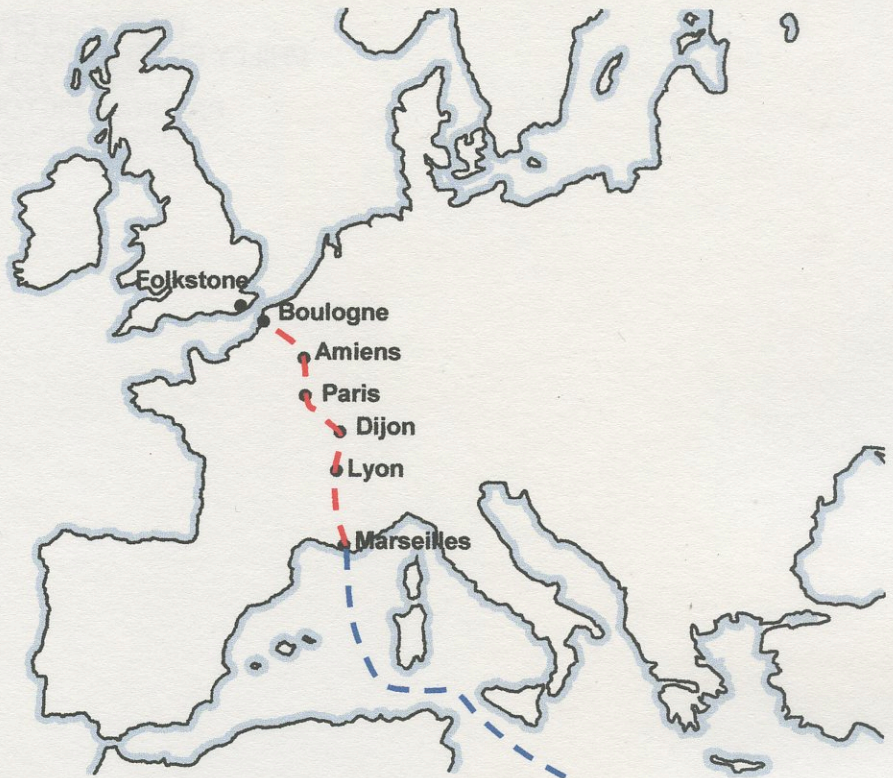 Folkstone
Boulogne
Amiens
Paris
Dijon
Lyon
Marseilles